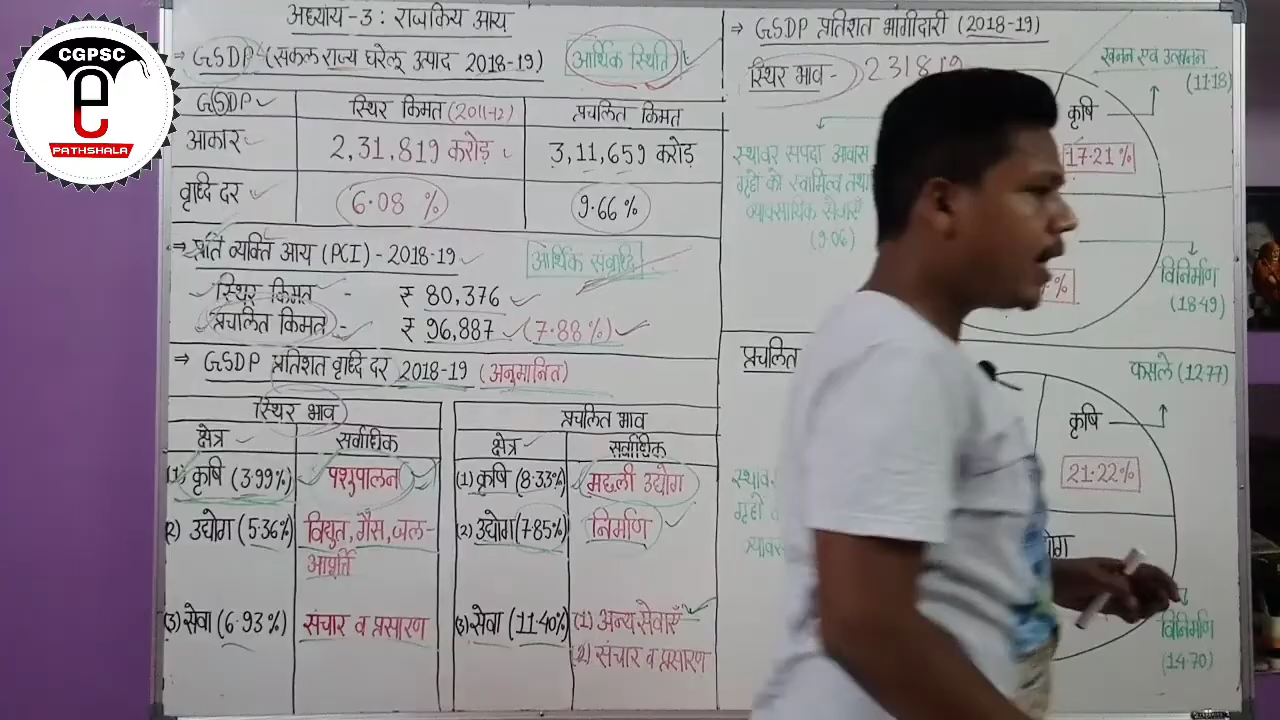 CGPSC
e
PATHSHALA
अध्याय-3 : राजकिय आय
→ GSDP (सकल राज्य घरेलू उत्पाद 2018-19)
आर्थिक स्थिति
GSDP स्थिर किमत (2011-12) प्रचलित किमत
आकार 2,31,819 करोड़ 3,11,659 करोड़
वृध्दि दर 6.08 % 9.66 %
→ प्रति व्यक्ति आय (PCI) - 2018-19
आर्थिक संवृध्दि
स्थिर किमत - ₹ 80,376
प्रचलित किमत - ₹ 96,887 (7.88%)
→ GSDP प्रतिशत वृध्दि दर 2018-19 (अनुमानित)
स्थिर भाव
क्षेत्र सर्वाधिक
(1) कृषि (3.99%) पशुपालन
(2) उद्योग (5.36%) विद्युत, गैस, जल-
आपूर्ति
(3) सेवा (6.93%) संचार व प्रसारण
प्रचलित भाव
क्षेत्र सर्वाधिक
(1) कृषि (8.33%) मछली उद्योग
(2) उद्योग (7.85%) निर्माण
(3) सेवा (11.40%) (1) अन्य सेवाएँ
(2) संचार व प्रसारण
→ GSDP प्रतिशत भागीदारी (2018-19)
स्थिर भाव - 231819
खनन एवं उत्खनन
(11.18)
कृषि
17.21 %
स्थावर संपदा आवास
गृहो को स्वामित्व तथा
व्यावसायिक सेवाएँ
(9.06)
विनिर्माण
(18.49)
%
प्रचलित
फसले (12.77)
कृषि
21.22%
स्थाव
गृहो
व्यावस
विनिर्माण
(14.70)